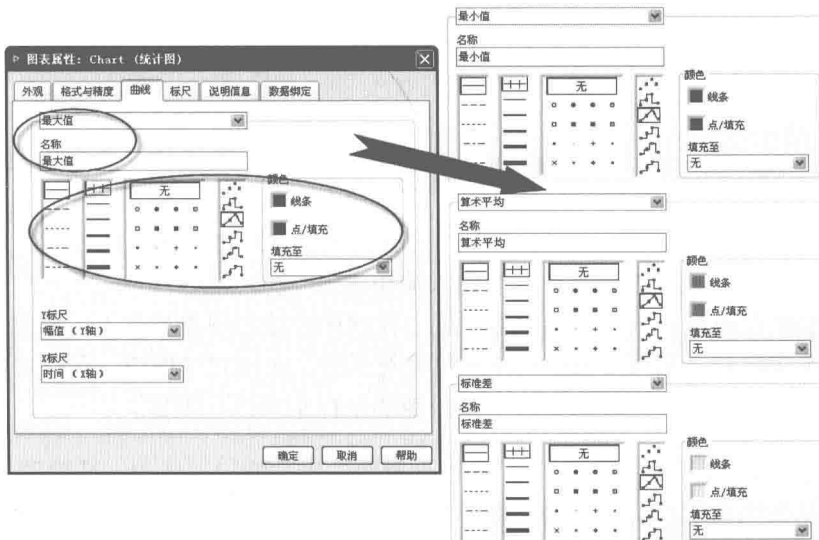 图表属性: Chart (统计图)
外观 格式与精度 曲线 标尺 说明信息 数据绑定
最大值
名称
最大值
无
颜色
线条
点/填充
填充至
无
Y标尺
幅值 (Y轴)
X标尺
时间 (X轴)
确定 取消 帮助
最小值
名称
最小值
无
颜色
线条
点/填充
填充至
无
算术平均
名称
算术平均
无
颜色
线条
点/填充
填充至
无
标准差
名称
标准差
无
颜色
线条
点/填充
填充至
无